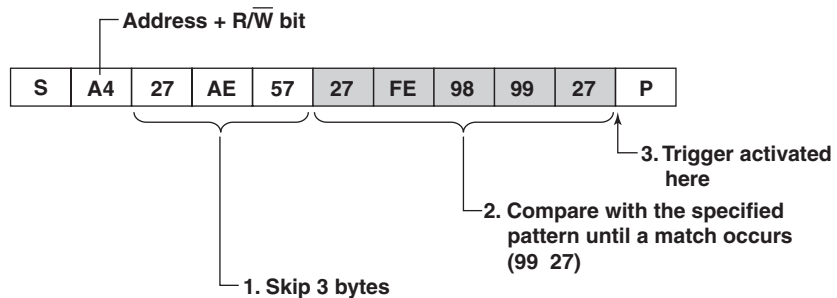 Address + R/W̅ bit
S A4 27 AE 57 27 FE 98 99 27 P
3. Trigger activated
here
2. Compare with the specified
pattern until a match occurs
(99 27)
1. Skip 3 bytes